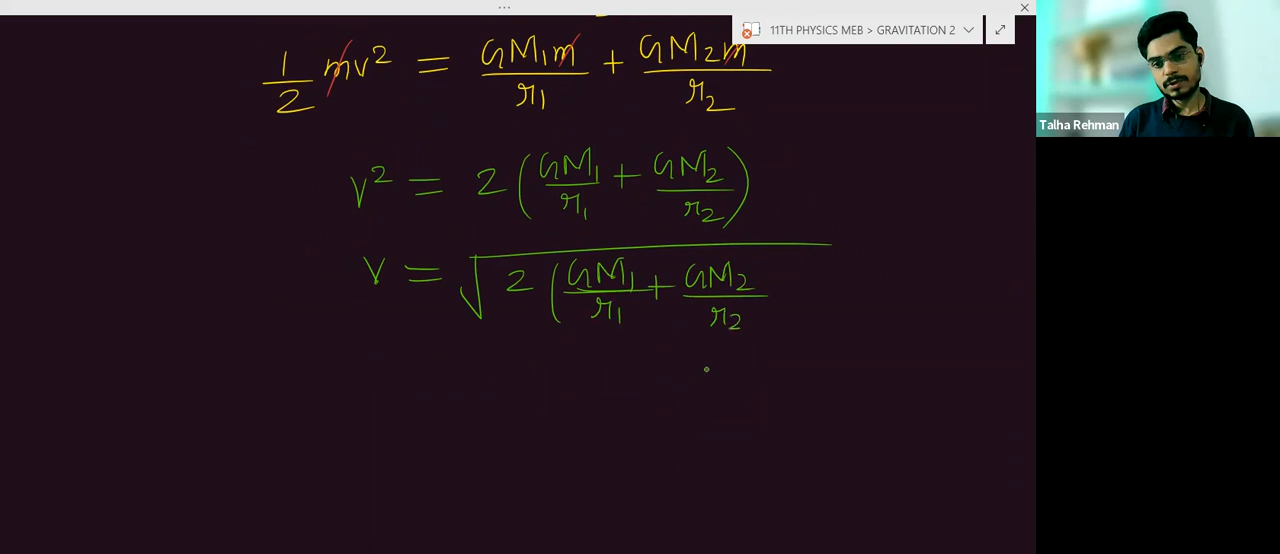 11TH PHYSICS MEB > GRAVITATION 2
Talha Rehman
1/2 mv² = GM₁m/r₁ + GM₂m/r₂
v² = 2 (GM₁/r₁ + GM₂/r₂)
v = √2 (GM₁/r₁ + GM₂/r₂